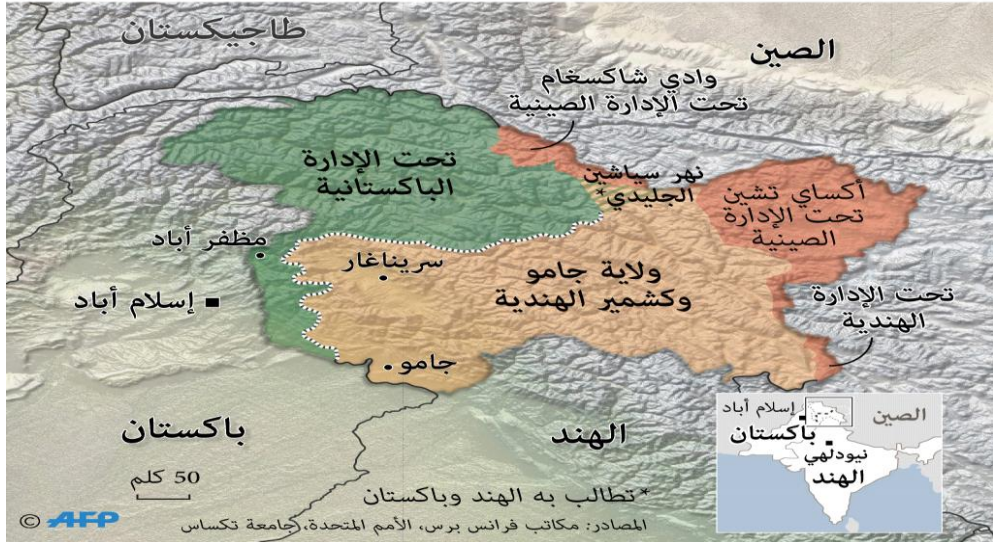 طاجيكستان
الصين
وادي شاكسغام
تحت الإدارة الصينية
تحت الإدارة
الباكستانية
نهر سياشين
الجليدي*
أكساي تشين
تحت الإدارة
الصينية
مظفر أباد
سريناغار
ولاية جامو
وكشمير الهندية
إسلام أباد
تحت الإدارة
الهندية
جامو
باكستان
الهند
إسلام أباد
الصين
باكستان
نيودلهي
الهند
50 كلم
*تطالب به الهند وباكستان
المصادر: مكاتب فرانس برس، الأمم المتحدة، جامعة تكساس
© AFP